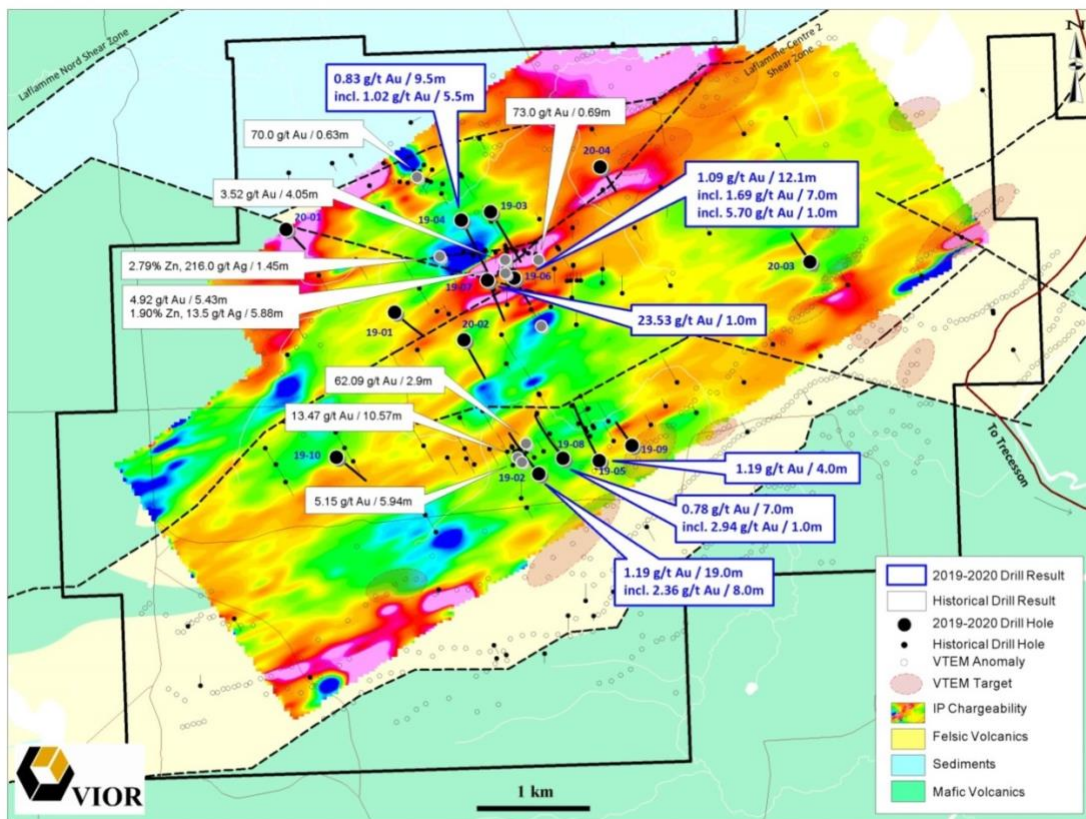 Laflamme Nord Shear Zone
Laflamme-Centre 2
Shear Zone
N
0.83 g/t Au / 9.5m
incl. 1.02 g/t Au / 5.5m
73.0 g/t Au / 0.69m
70.0 g/t Au / 0.63m
20-04
1.09 g/t Au / 12.1m
incl. 1.69 g/t Au / 7.0m
incl. 5.70 g/t Au / 1.0m
3.52 g/t Au / 4.05m
19-04
19-03
20-01
2.79% Zn, 216.0 g/t Ag / 1.45m
19-06
20-03
19-07
4.92 g/t Au / 5.43m
1.90% Zn, 13.5 g/t Ag / 5.88m
19-01
20-02
23.53 g/t Au / 1.0m
62.09 g/t Au / 2.9m
13.47 g/t Au / 10.57m
19-10
19-08
19-09
19-02
19-05
1.19 g/t Au / 4.0m
To Trecesson
5.15 g/t Au / 5.94m
0.78 g/t Au / 7.0m
incl. 2.94 g/t Au / 1.0m
1.19 g/t Au / 19.0m
incl. 2.36 g/t Au / 8.0m
2019-2020 Drill Result
Historical Drill Result
2019-2020 Drill Hole
Historical Drill Hole
VTEM Anomaly
VTEM Target
IP Chargeability
Felsic Volcanics
Sediments
Mafic Volcanics
VIOR
1 km